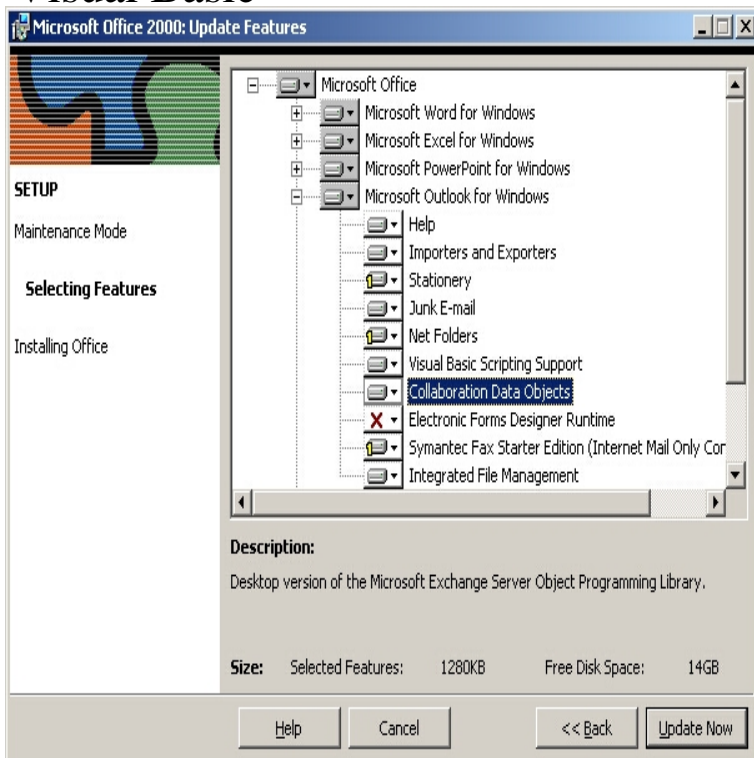 Visual Basic
Microsoft Office 2000: Update Features
Microsoft Office
Microsoft Word for Windows
Microsoft Excel for Windows
Microsoft PowerPoint for Windows
Microsoft Outlook for Windows
Help
Importers and Exporters
Stationery
Junk E-mail
Net Folders
Visual Basic Scripting Support
Collaboration Data Objects
Electronic Forms Designer Runtime
Symantec Fax Starter Edition (Internet Mail Only Cor
Integrated File Management
SETUP
Maintenance Mode
Selecting Features
Installing Office
Description:
Desktop version of the Microsoft Exchange Server Object Programming Library.
Size: Selected Features: 1280KB Free Disk Space: 14GB
Help Cancel << Back Update Now